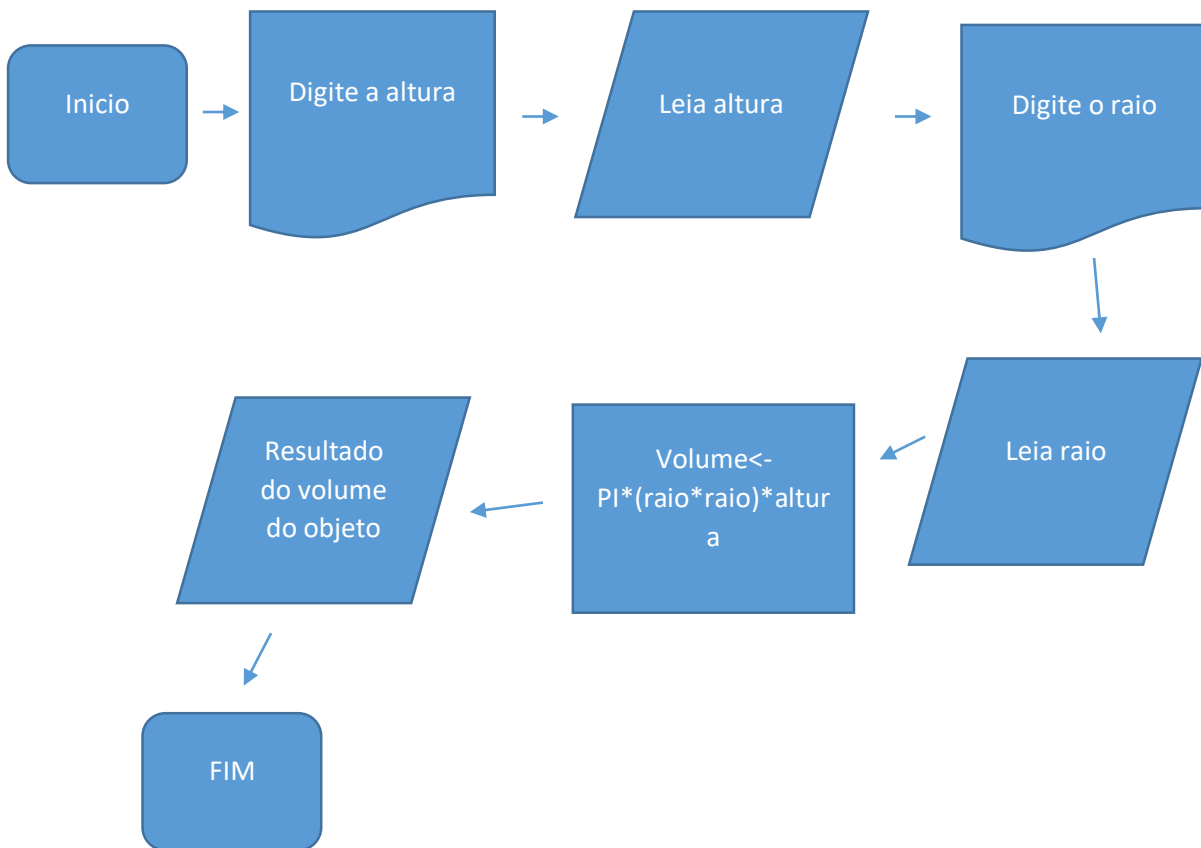 Inicio
Digite a altura
Leia altura
Digite o raio
Leia raio
Volume<-
PI*(raio*raio)*altur
a
Resultado
do volume
do objeto
FIM